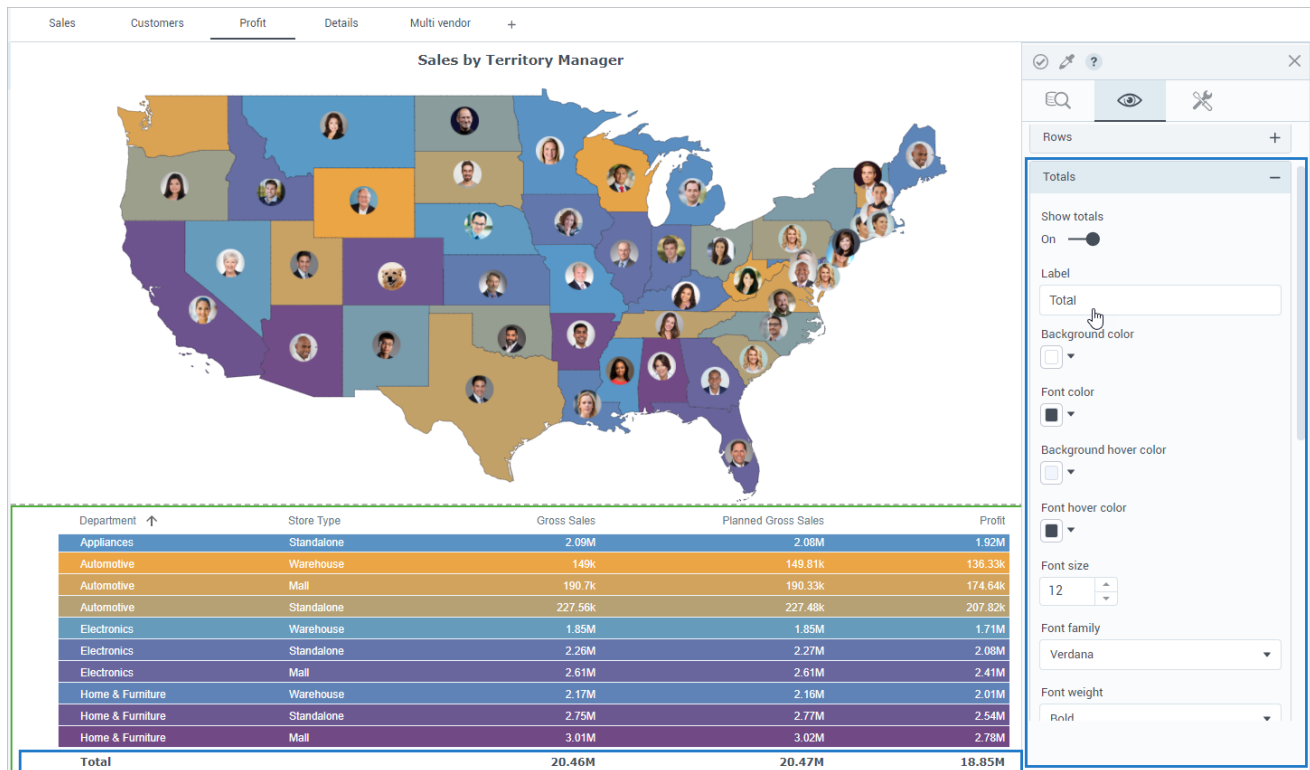 Sales Customers Profit Details Multi vendor +
Sales by Territory Manager
?
Rows +
Totals −
Show totals
On
Label
Total
Background color
Font color
Background hover color
Font hover color
Font size
12
Font family
Verdana
Font weight
Bold
Department ↑ Store Type Gross Sales Planned Gross Sales Profit
Appliances Standalone 2.09M 2.08M 1.92M
Automotive Warehouse 149k 149.81k 136.33k
Automotive Mall 190.7k 190.33k 174.64k
Automotive Standalone 227.56k 227.48k 207.82k
Electronics Warehouse 1.85M 1.85M 1.71M
Electronics Standalone 2.26M 2.27M 2.08M
Electronics Mall 2.61M 2.61M 2.41M
Home & Furniture Warehouse 2.17M 2.16M 2.01M
Home & Furniture Standalone 2.75M 2.77M 2.54M
Home & Furniture Mall 3.01M 3.02M 2.78M
Total 20.46M 20.47M 18.85M